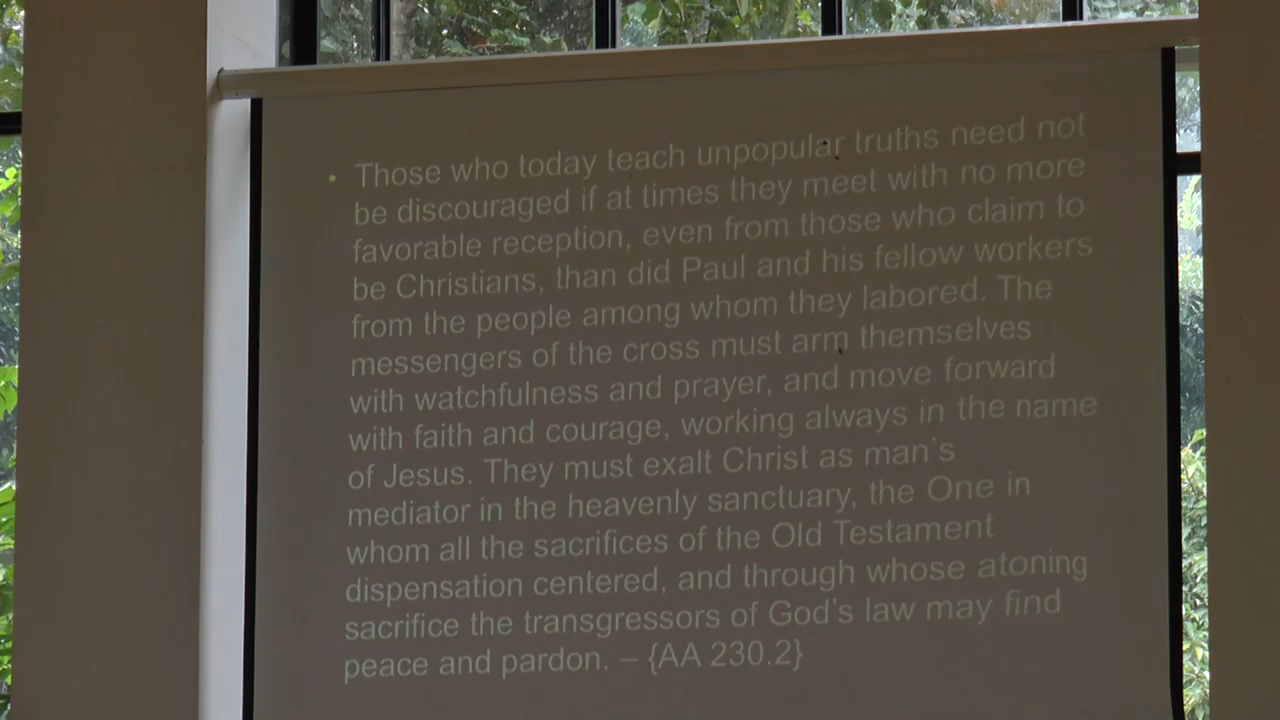 • Those who today teach unpopular truths need not
be discouraged if at times they meet with no more
favorable reception, even from those who claim to
be Christians, than did Paul and his fellow workers
from the people among whom they labored. The
messengers of the cross must arm themselves
with watchfulness and prayer, and move forward
with faith and courage, working always in the name
of Jesus. They must exalt Christ as man's
mediator in the heavenly sanctuary, the One in
whom all the sacrifices of the Old Testament
dispensation centered, and through whose atoning
sacrifice the transgressors of God's law may find
peace and pardon. – {AA 230.2}